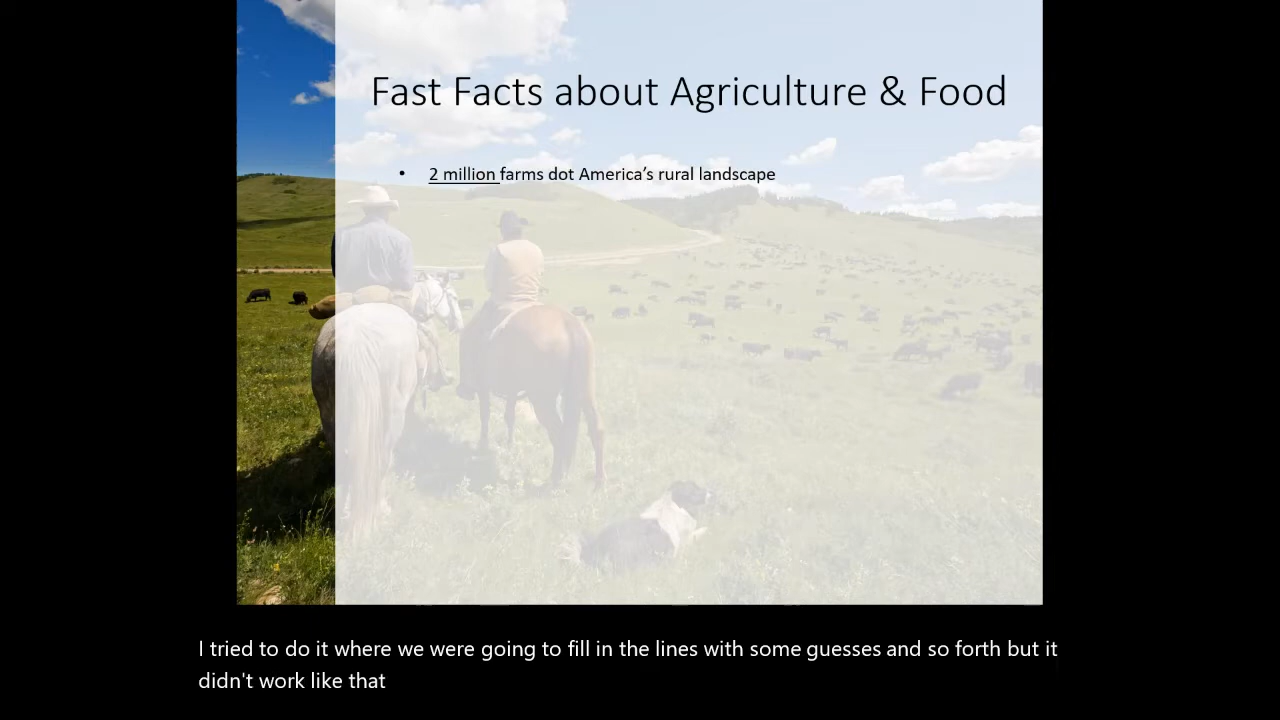 Fast Facts about Agriculture & Food
• 2 million farms dot America’s rural landscape
I tried to do it where we were going to fill in the lines with some guesses and so forth but it
didn't work like that